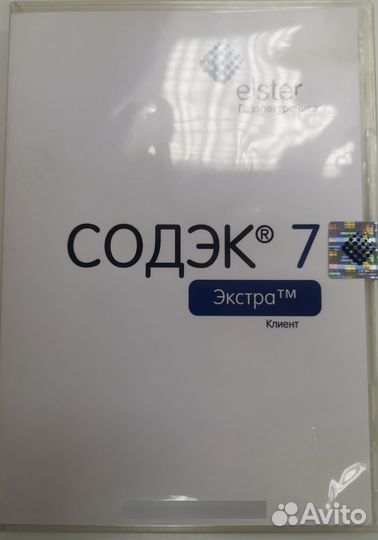 elster
Газэлектроника
СОДЭК® 7
Экстра™
Клиент
Avito